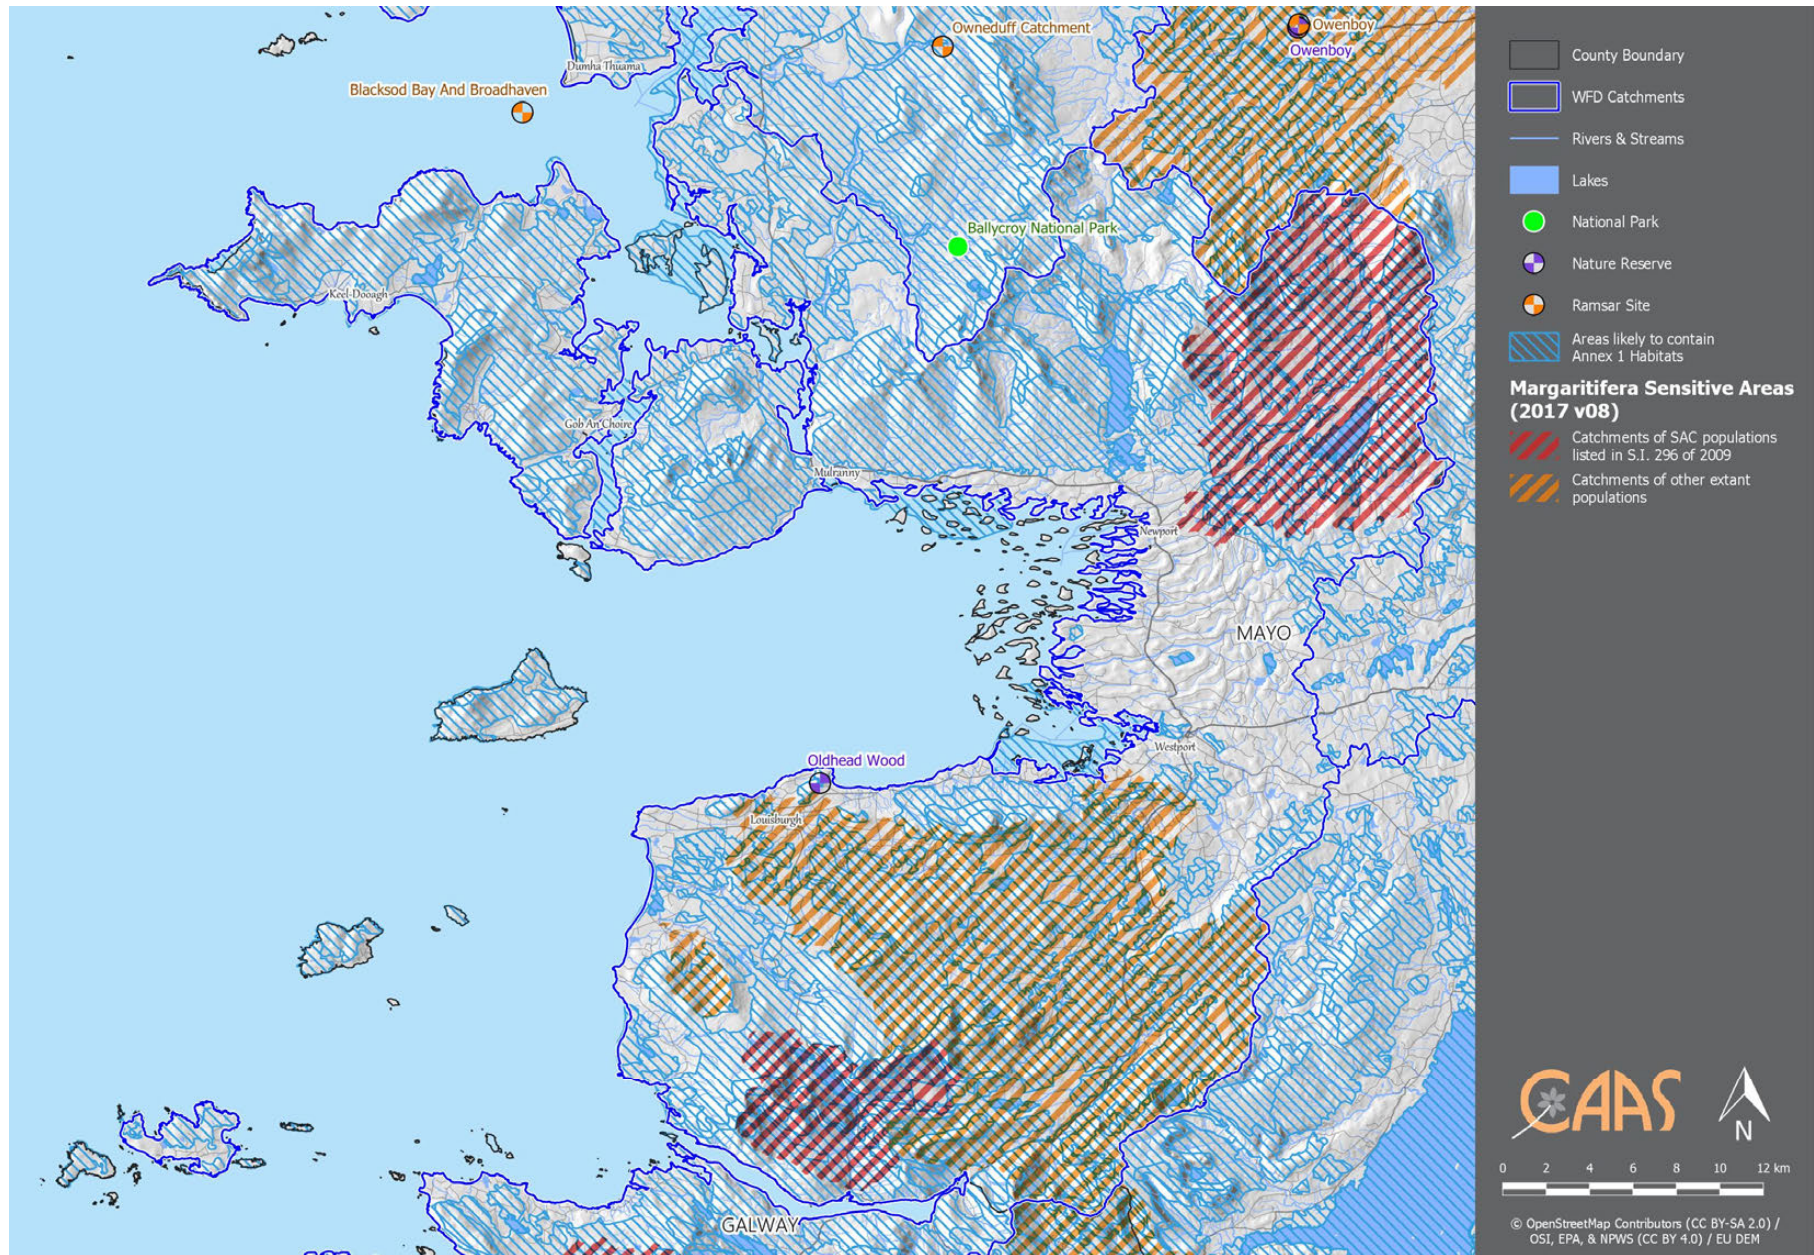 Owneduff Catchment
Owenboy
Owenboy
Dumha Thuama
Blacksod Bay And Broadhaven
Ballycroy National Park
Keel-Dooagh
Gob An Choire
Mulranny
Newport
MAYO
Westport
Oldhead Wood
Louisburgh
GALWAY
County Boundary
WFD Catchments
Rivers & Streams
Lakes
National Park
Nature Reserve
Ramsar Site
Areas likely to contain
Annex 1 Habitats
Margaritifera Sensitive Areas
(2017 v08)
Catchments of SAC populations
listed in S.I. 296 of 2009
Catchments of other extant
populations
CAAS
N
0 2 4 6 8 10 12 km
© OpenStreetMap Contributors (CC BY-SA 2.0) /
OSI, EPA, & NPWS (CC BY 4.0) / EU DEM